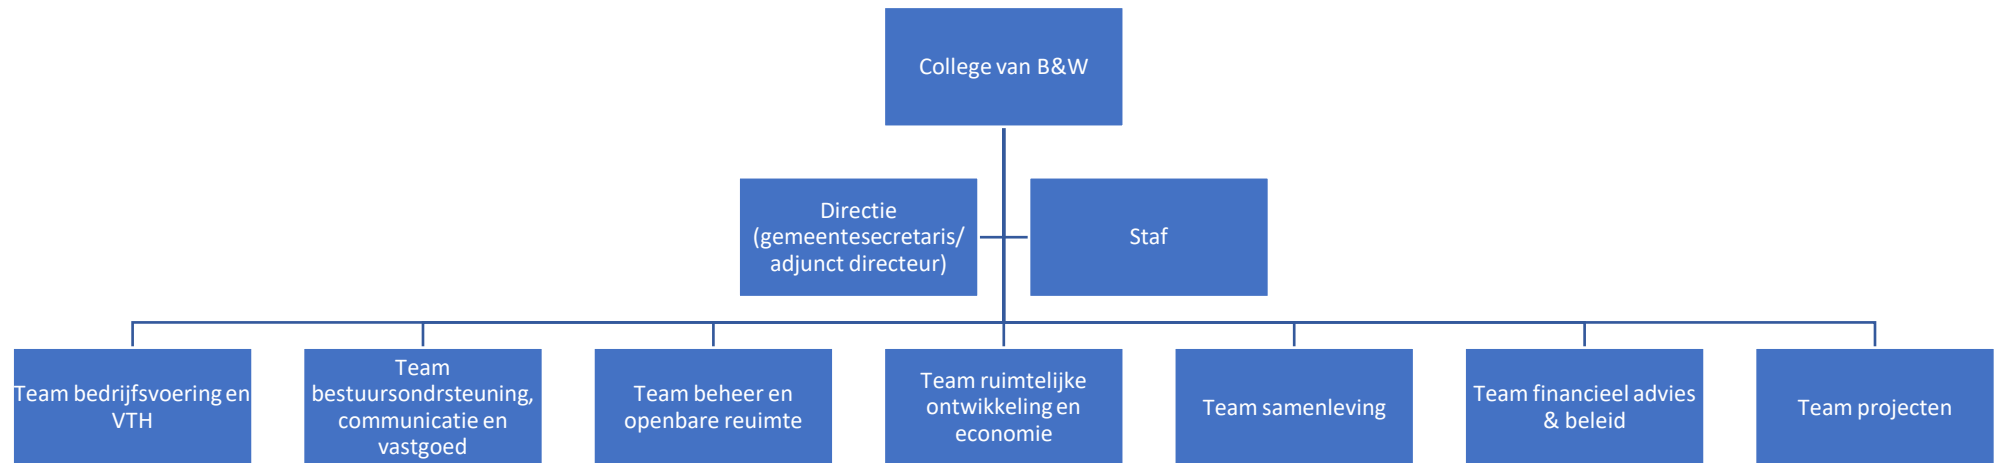 College van B&W
Directie
(gemeentesecretaris/
adjunct directeur)
Staf
Team bedrijfsvoering en
VTH
Team
bestuursondrsteuning,
communicatie en
vastgoed
Team beheer en
openbare reuimte
Team ruimtelijke
ontwikkeling en
economie
Team samenleving
Team financieel advies
& beleid
Team projecten